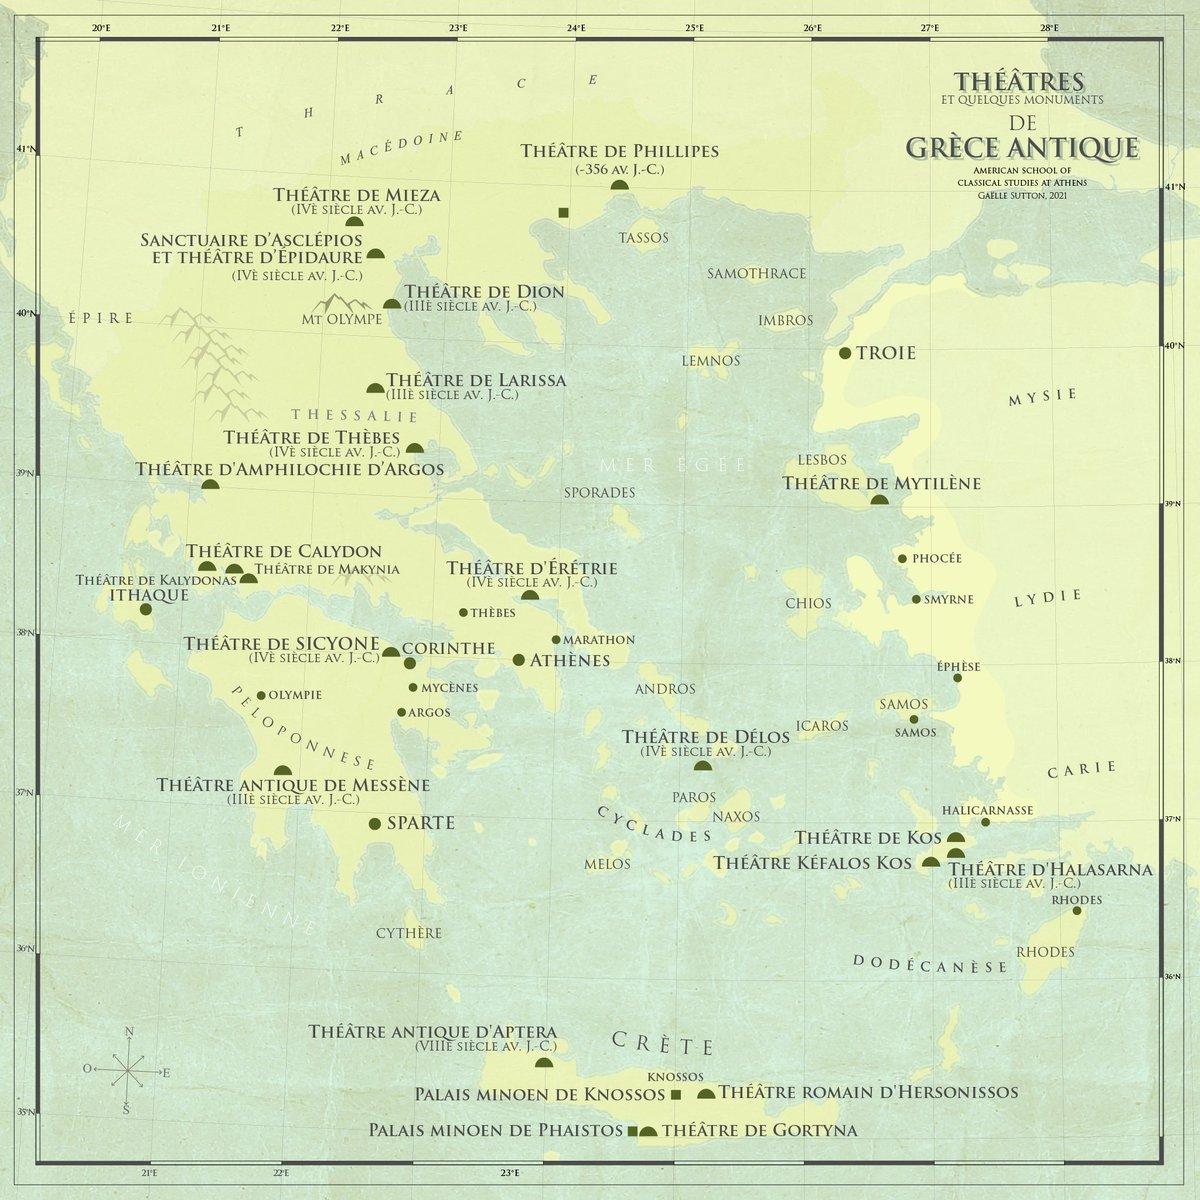 20°E 21°E 22°E 23°E 24°E 25°E 26°E 27°E 28°E
THÉÂTRES
ET QUELQUES MONUMENTS
DE
GRÈCE ANTIQUE
AMERICAN SCHOOL OF
CLASSICAL STUDIES AT ATHENS
GAËLLE SUTTON, 2021
THRACE
MACÉDOINE
41°N
41°N
THÉÂTRE DE PHILLIPES
(-356 AV. J.-C.)
THÉÂTRE DE MIEZA
(IVÈ SIÈCLE AV. J.-C.)
TASSOS
SANCTUAIRE D'ASCLÉPIOS
ET THÉÂTRE D'ÉPIDAURE
(IVÈ SIÈCLE AV. J.-C.)
SAMOTHRACE
THÉÂTRE DE DION
(IIIÈ SIÈCLE AV. J.-C.)
40°N
ÉPIRE
MT OLYMPE
IMBROS
40°N
TROIE
LEMNOS
THÉÂTRE DE LARISSA
(IIIÈ SIÈCLE AV. J.-C.)
MYSIE
THESSALIE
THÉÂTRE DE THÈBES
(IVÈ SIÈCLE AV. J.-C.)
THÉÂTRE D'AMPHILOCHIE D'ARGOS
39°N
MER EGÉE
LESBOS
THÉÂTRE DE MYTILÈNE
SPORADES
39°N
THÉÂTRE DE CALYDON
THÉÂTRE DE MAKYNIA
THÉÂTRE DE KALYDONAS
ITHAQUE
THÉÂTRE D'ÉRÉTRIE
(IVÈ SIÈCLE AV. J.-C.)
PHOCÉE
SMYRNE
LYDIE
CHIOS
THÈBES
38°N
MARATHON
THÉÂTRE DE SICYONE
(IVÈ SIÈCLE AV. J.-C.)
CORINTHE
ATHÈNES
38°N
ÉPHÈSE
MYCÈNES
OLYMPIE
ARGOS
PÉLOPONNESE
ANDROS
SAMOS
SAMOS
ICAROS
THÉÂTRE DE DÉLOS
(IVÈ SIÈCLE AV. J.-C.)
CARIE
THÉÂTRE ANTIQUE DE MESSÈNE
(IIIÈ SIÈCLE AV. J.-C.)
37°N
PAROS
NAXOS
CYCLADES
HALICARNASSE
37°N
SPARTE
MER IONIENNE
THÉÂTRE DE KOS
THÉÂTRE KÉFALOS KOS
MELOS
THÉÂTRE D'HALASARNA
(IIIÈ SIÈCLE AV. J.-C.)
RHODES
CYTHÈRE
36°N
RHODES
DODÉCANÈSE
36°N
THÉÂTRE ANTIQUE D'APTERA
(VIIIÈ SIÈCLE AV. J.-C.)
CRÈTE
N
O E
S
KNOSSOS
PALAIS MINOEN DE KNOSSOS
THÉÂTRE ROMAIN D'HERSONISSOS
35°N
PALAIS MINOEN DE PHAISTOS
THÉÂTRE DE GORTYNA
21°E 22°E 23°E